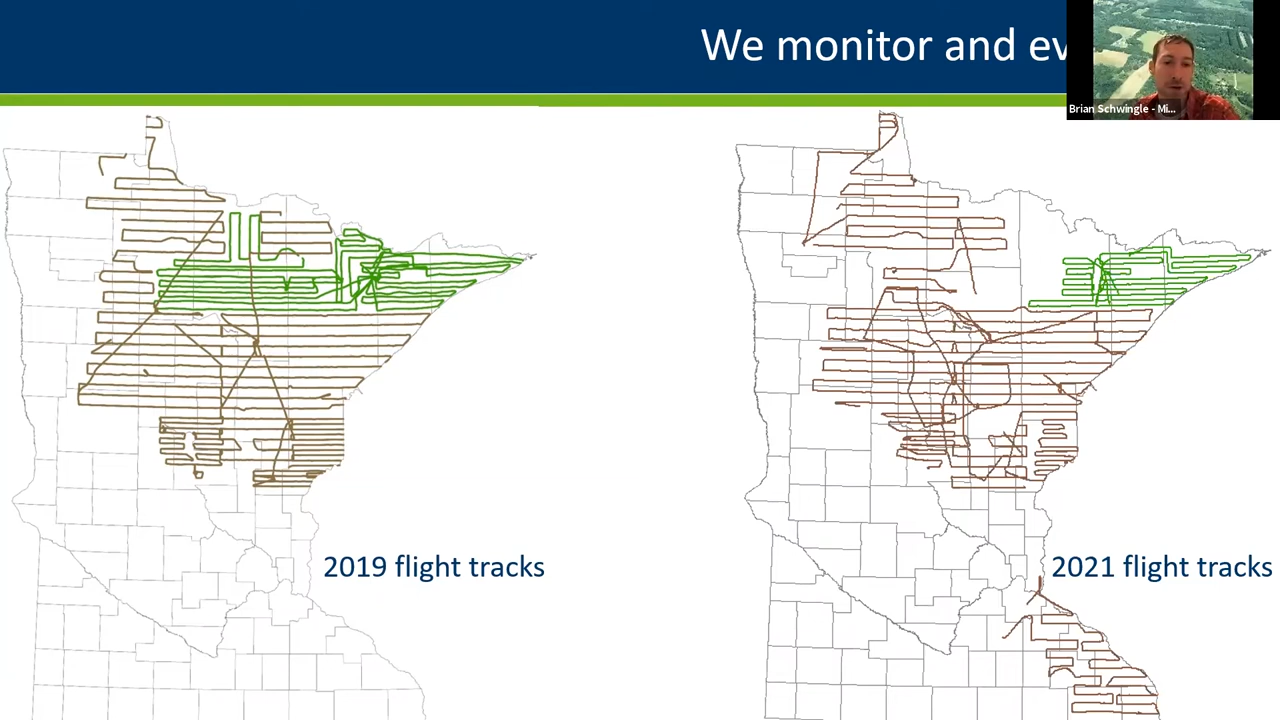 We monitor and ev
Brian Schwingle - Mi...
2019 flight tracks
2021 flight tracks